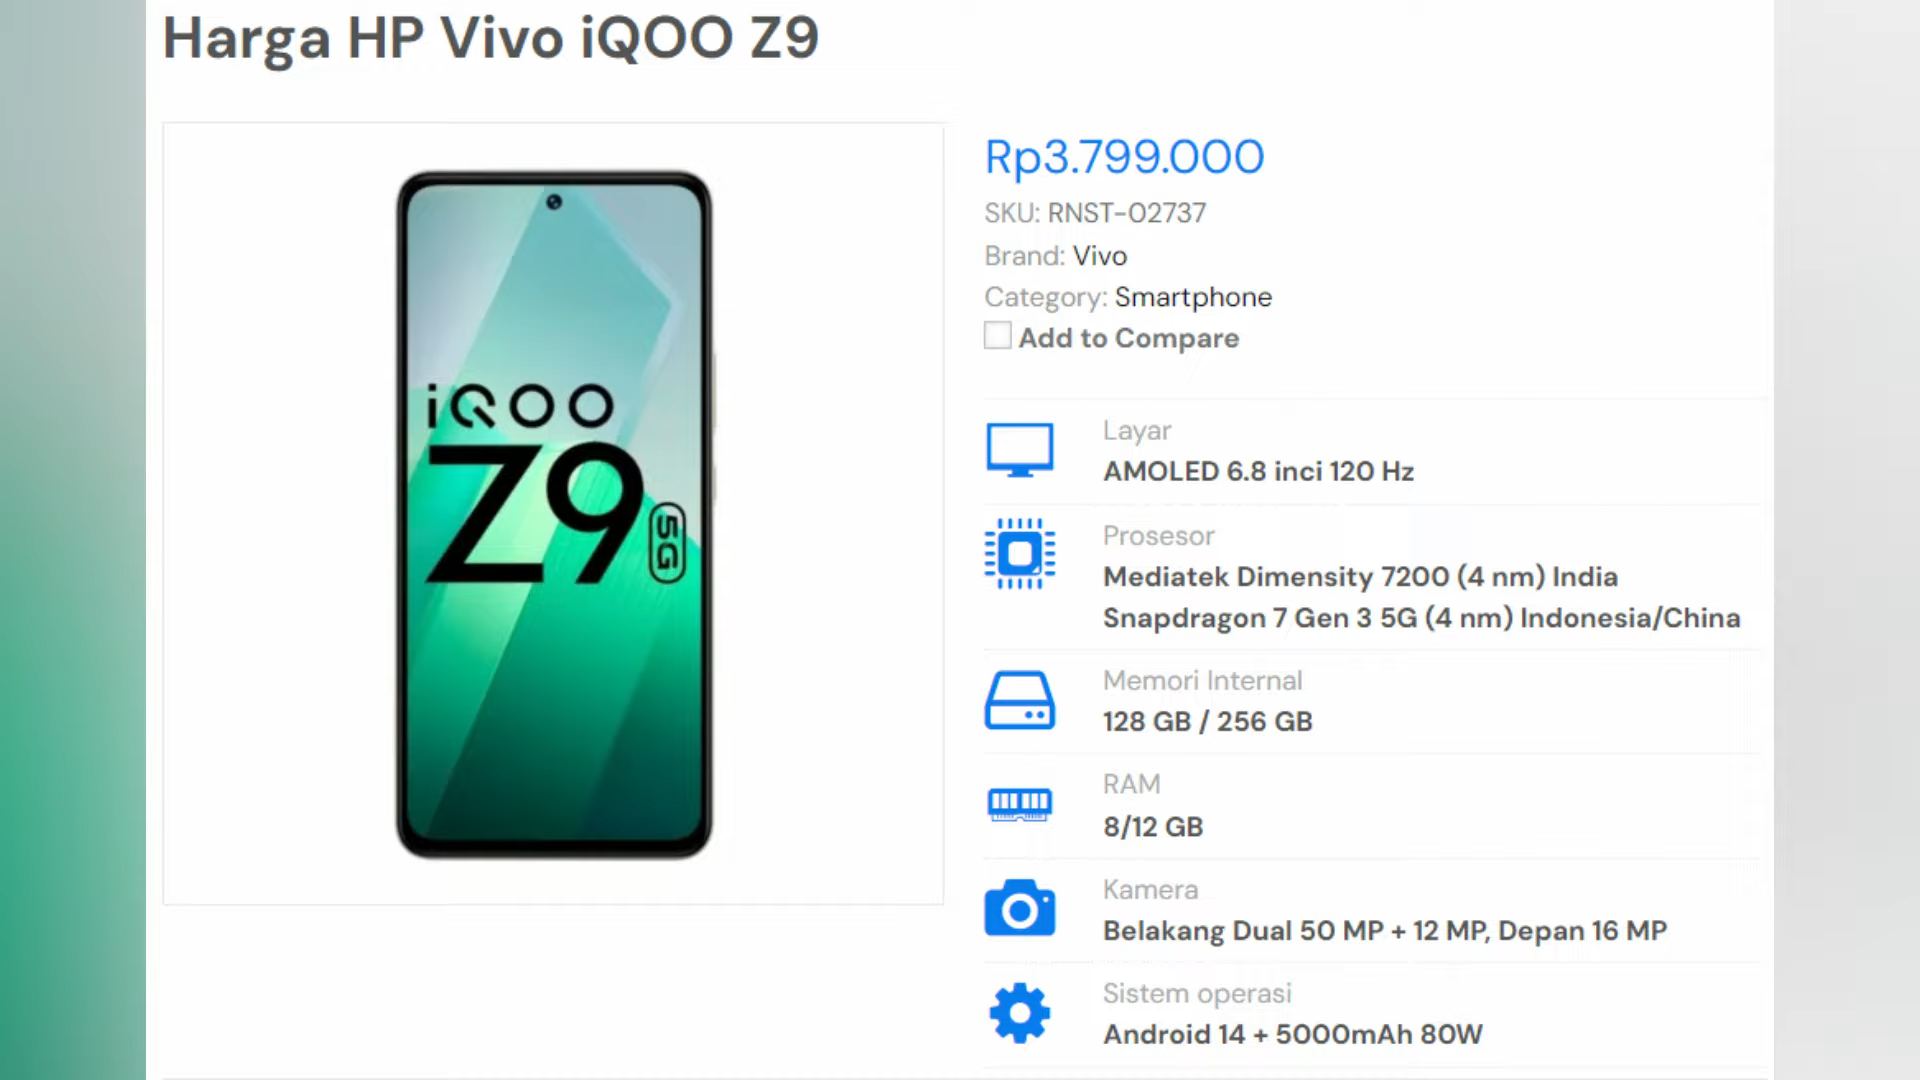 Harga HP Vivo iQOO Z9
iQOO
Z9
5G
Rp3.799.000
SKU: RNST-02737
Brand: Vivo
Category: Smartphone
Add to Compare
Layar
AMOLED 6.8 inci 120 Hz
Prosesor
Mediatek Dimensity 7200 (4 nm) India
Snapdragon 7 Gen 3 5G (4 nm) Indonesia/China
Memori Internal
128 GB / 256 GB
RAM
8/12 GB
Kamera
Belakang Dual 50 MP + 12 MP, Depan 16 MP
Sistem operasi
Android 14 + 5000mAh 80W